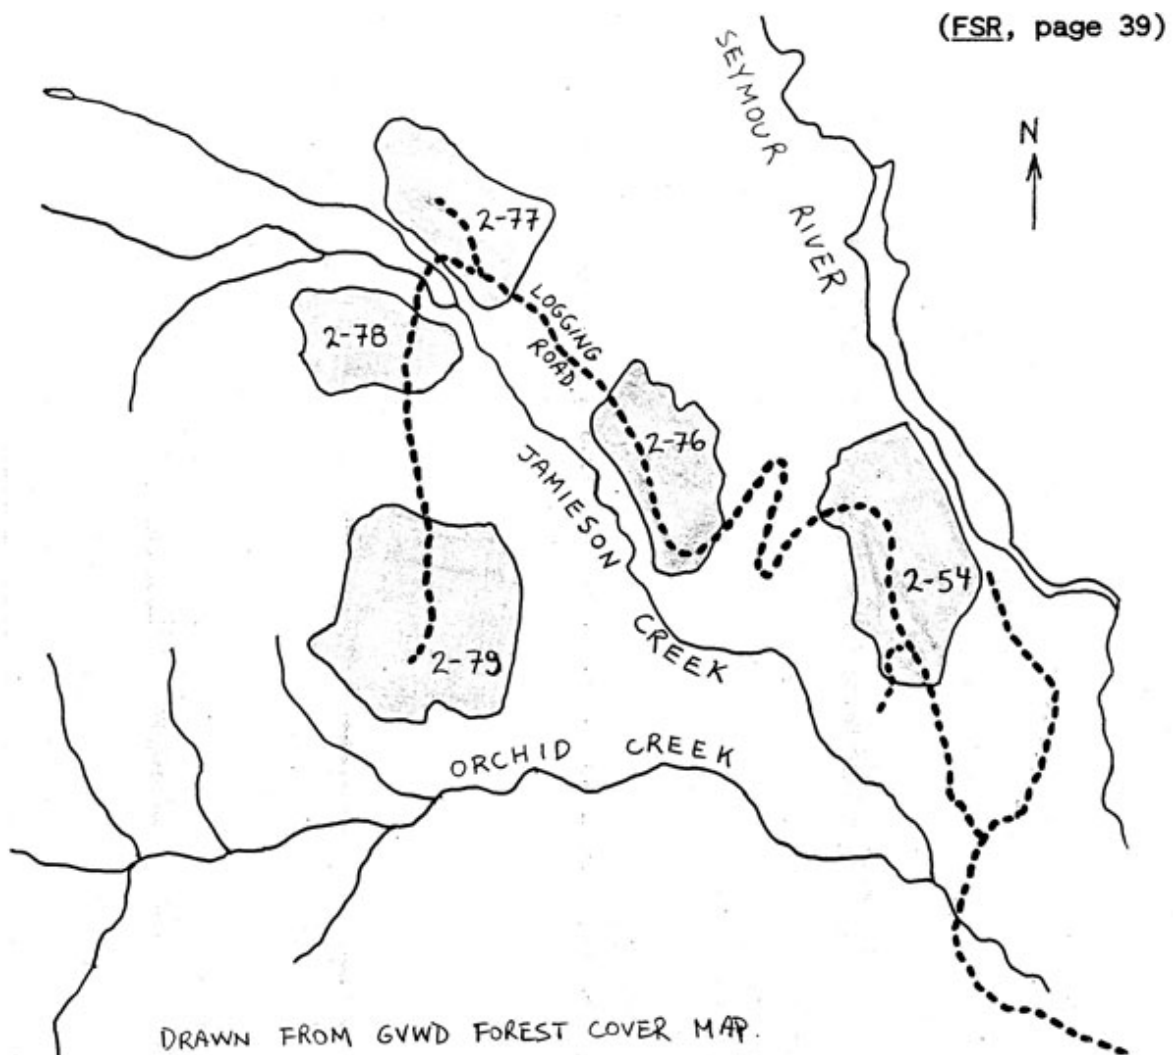 (FSR, page 39)
SEYMOUR RIVER
N
2-77
LOGGING
ROAD.
2-78
2-76
JAMIESON CREEK
2-54
2-79
ORCHID CREEK
DRAWN FROM GVWD FOREST COVER MAP.